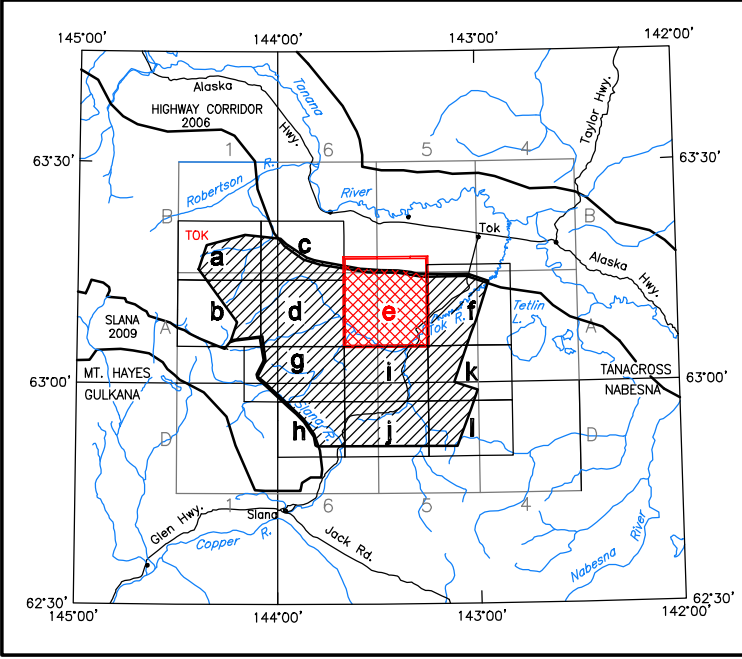 145°00'
144°00'
143°00'
142°00'
Alaska
Hwy.
Tanana
Taylor Hwy.
HIGHWAY CORRIDOR
2006
63°30'
63°30'
1
6
5
4
R.
Robertson
River
B
B
Tok
TOK
c
a
Alaska
Hwy.
d
e
f
Tetlin
L.
b
Tok R.
SLANA
2009
A
A
g
i
k
MT. HAYES
TANACROSS
63°00'
63°00'
GULKANA
NABESNA
Slana R.
D
h
j
l
D
1
6
5
4
Slana
Glen Hwy.
Copper R.
Jack Rd.
Nabesna
River
62°30'
62°30'
145°00'
144°00'
143°00'
142°00'